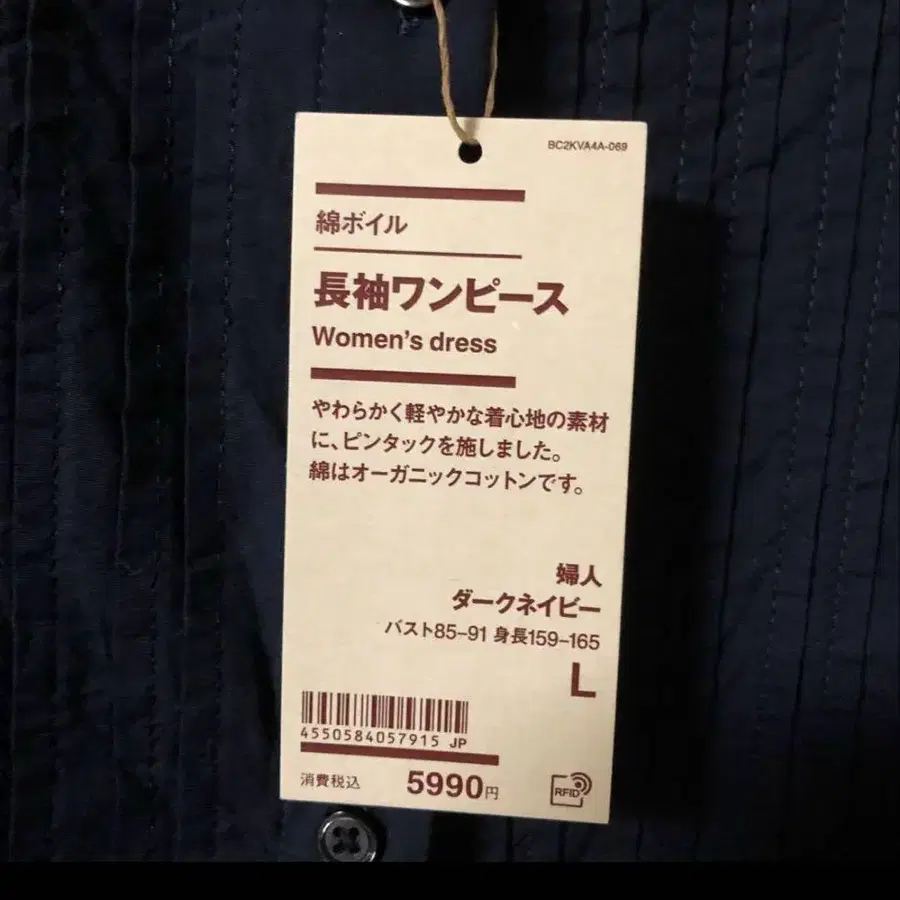 BC2KVA4A-069
綿ボイル
長袖ワンピース
Women's dress
やわらかく軽やかな着心地の素材
に、ピンタックを施しました。
綿はオーガニックコットンです。
婦人
ダークネイビー
バスト85-91 身長159-165
L
4550584057915 JP
消費税込 5990円
RFID